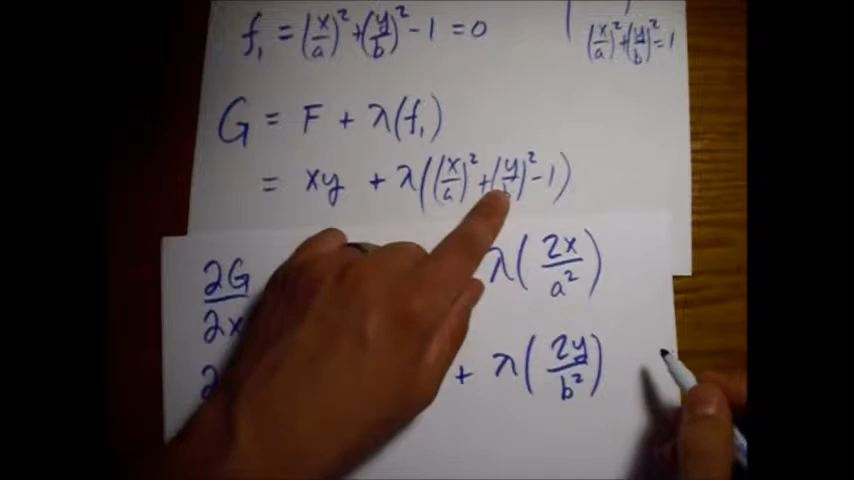 f₁ = (x/a)² + (y/b)² - 1 = 0
(x/a)² + (y/b)² = 1
G = F + λ(f₁)
= xy + λ((x/a)² + (y/b)² - 1)
∂G/∂x λ(2x/a²)
∂ + λ(2y/b²)